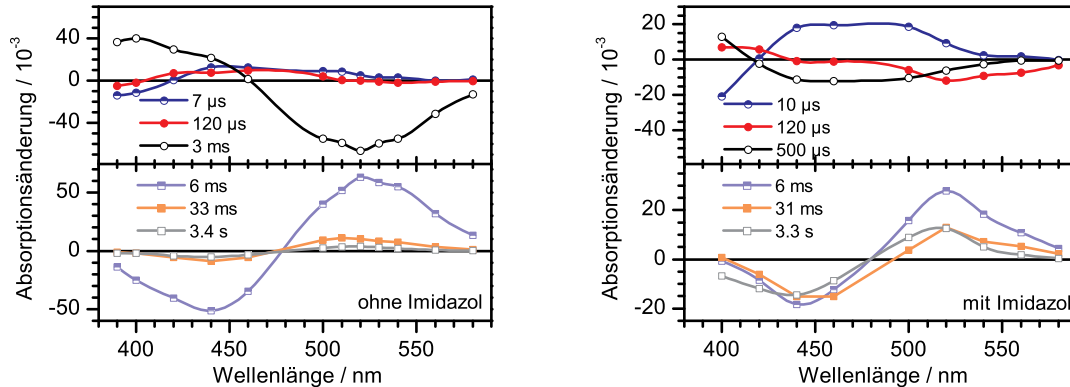 Absorptionsänderung / 10⁻³
40
0
-40
7 µs
120 µs
3 ms
50
0
-50
6 ms
33 ms
3.4 s
ohne Imidazol
400 450 500 550
Wellenlänge / nm
Absorptionsänderung / 10⁻³
20
0
-20
-40
10 µs
120 µs
500 µs
20
0
-20
6 ms
31 ms
3.3 s
mit Imidazol
400 450 500 550
Wellenlänge / nm